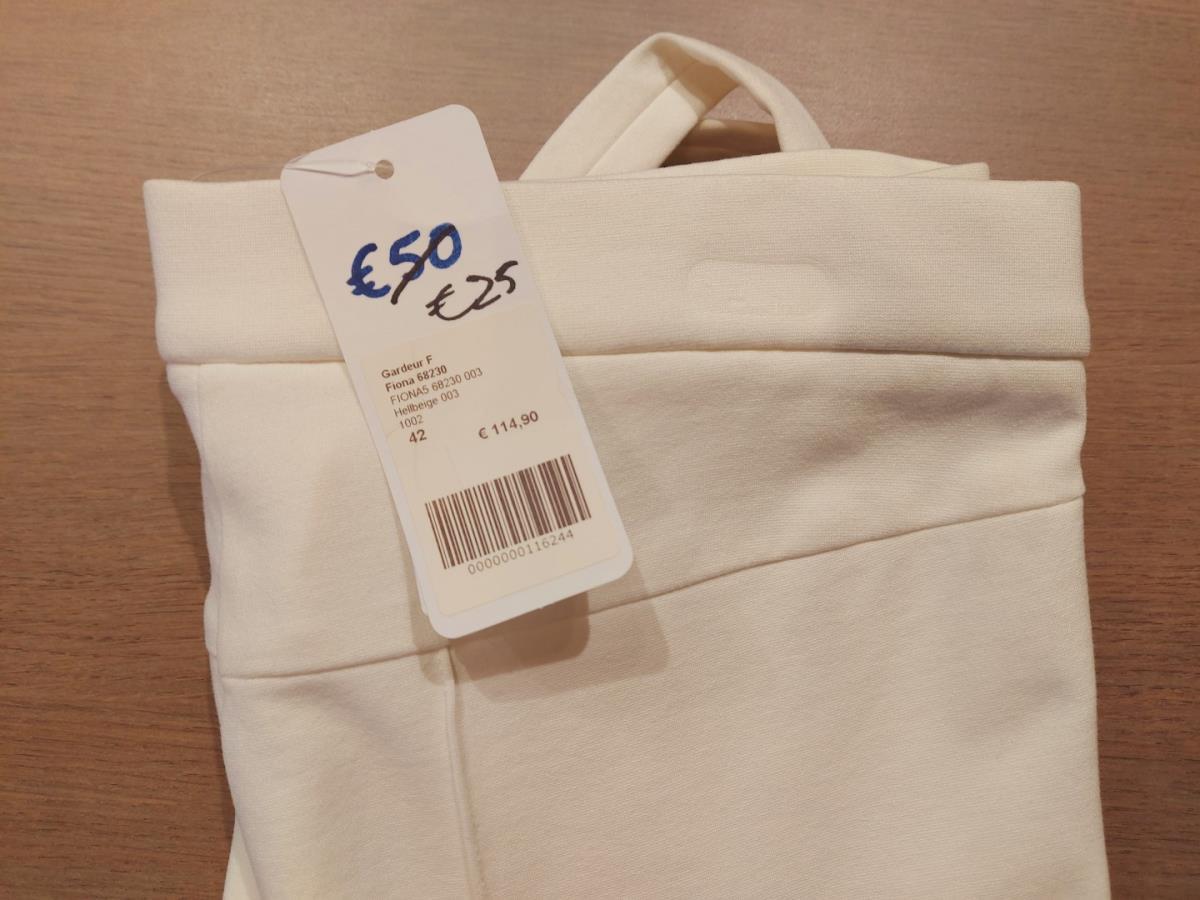 €50
€25
Gardeur F
Fiona 68230
FIONA5 68230 003
Hellbeige 003
1002
42 € 114,90
0000000116244